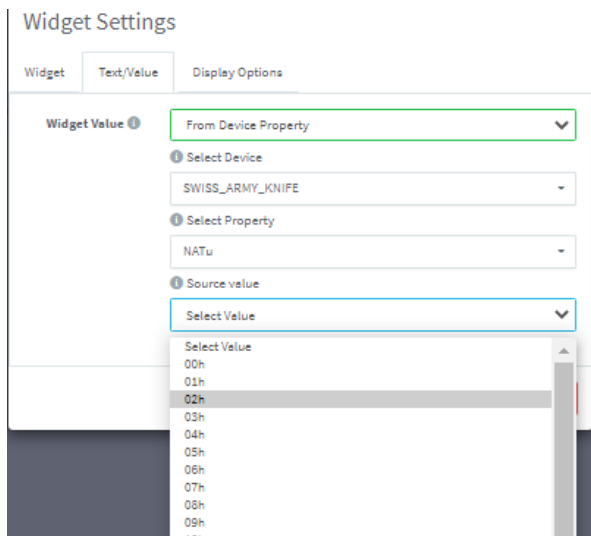 Widget Settings
Widget Text/Value Display Options
Widget Value From Device Property
Select Device
SWISS_ARMY_KNIFE
Select Property
NATu
Source value
Select Value
Select Value
00h
01h
02h
03h
04h
05h
06h
07h
08h
09h